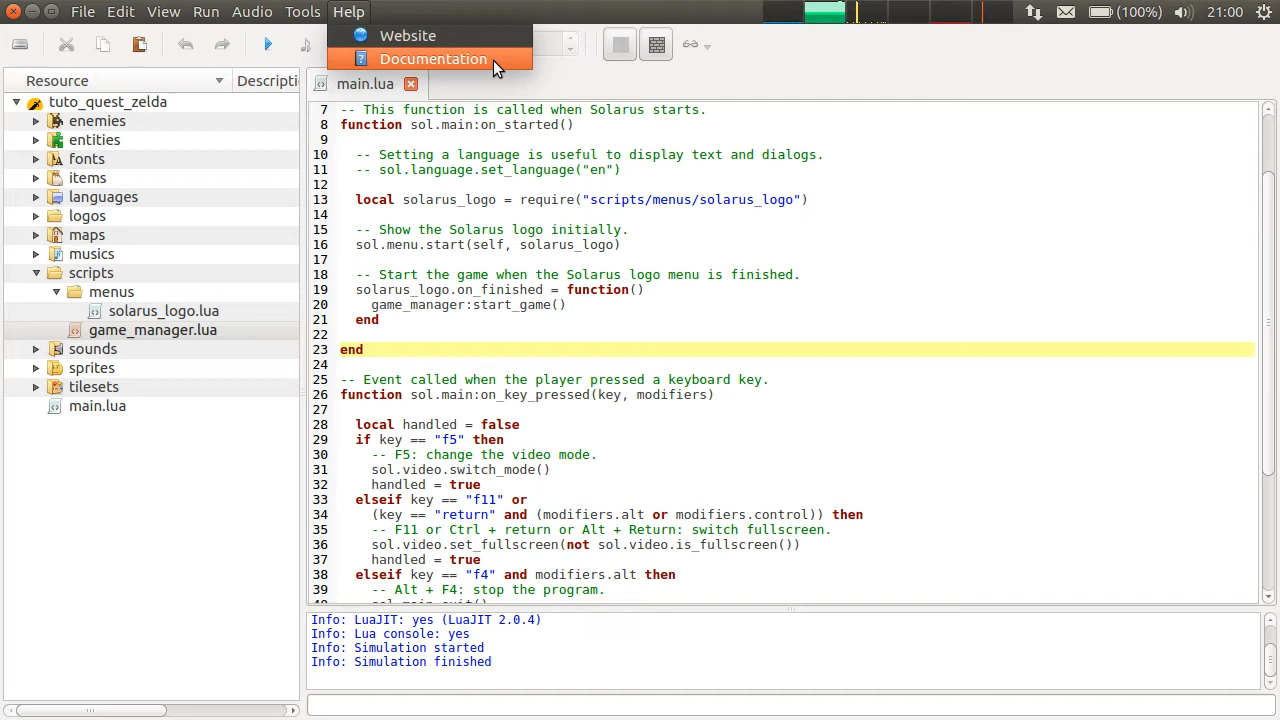 File Edit View Run Audio Tools Help
(100%) 21:00
Website
Documentation
Resource Descripti
main.lua
tuto_quest_zelda
enemies
entities
fonts
items
languages
logos
maps
musics
scripts
menus
solarus_logo.lua
game_manager.lua
sounds
sprites
tilesets
main.lua
7 -- This function is called when Solarus starts.
8 function sol.main:on_started()
9
10 -- Setting a language is useful to display text and dialogs.
11 -- sol.language.set_language("en")
12
13 local solarus_logo = require("scripts/menus/solarus_logo")
14
15 -- Show the Solarus logo initially.
16 sol.menu.start(self, solarus_logo)
17
18 -- Start the game when the Solarus logo menu is finished.
19 solarus_logo.on_finished = function()
20 game_manager:start_game()
21 end
22
23 end
24
25 -- Event called when the player pressed a keyboard key.
26 function sol.main:on_key_pressed(key, modifiers)
27
28 local handled = false
29 if key == "f5" then
30 -- F5: change the video mode.
31 sol.video.switch_mode()
32 handled = true
33 elseif key == "f11" or
34 (key == "return" and (modifiers.alt or modifiers.control)) then
35 -- F11 or Ctrl + return or Alt + Return: switch fullscreen.
36 sol.video.set_fullscreen(not sol.video.is_fullscreen())
37 handled = true
38 elseif key == "f4" and modifiers.alt then
39 -- Alt + F4: stop the program.
Info: LuaJIT: yes (LuaJIT 2.0.4)
Info: Lua console: yes
Info: Simulation started
Info: Simulation finished